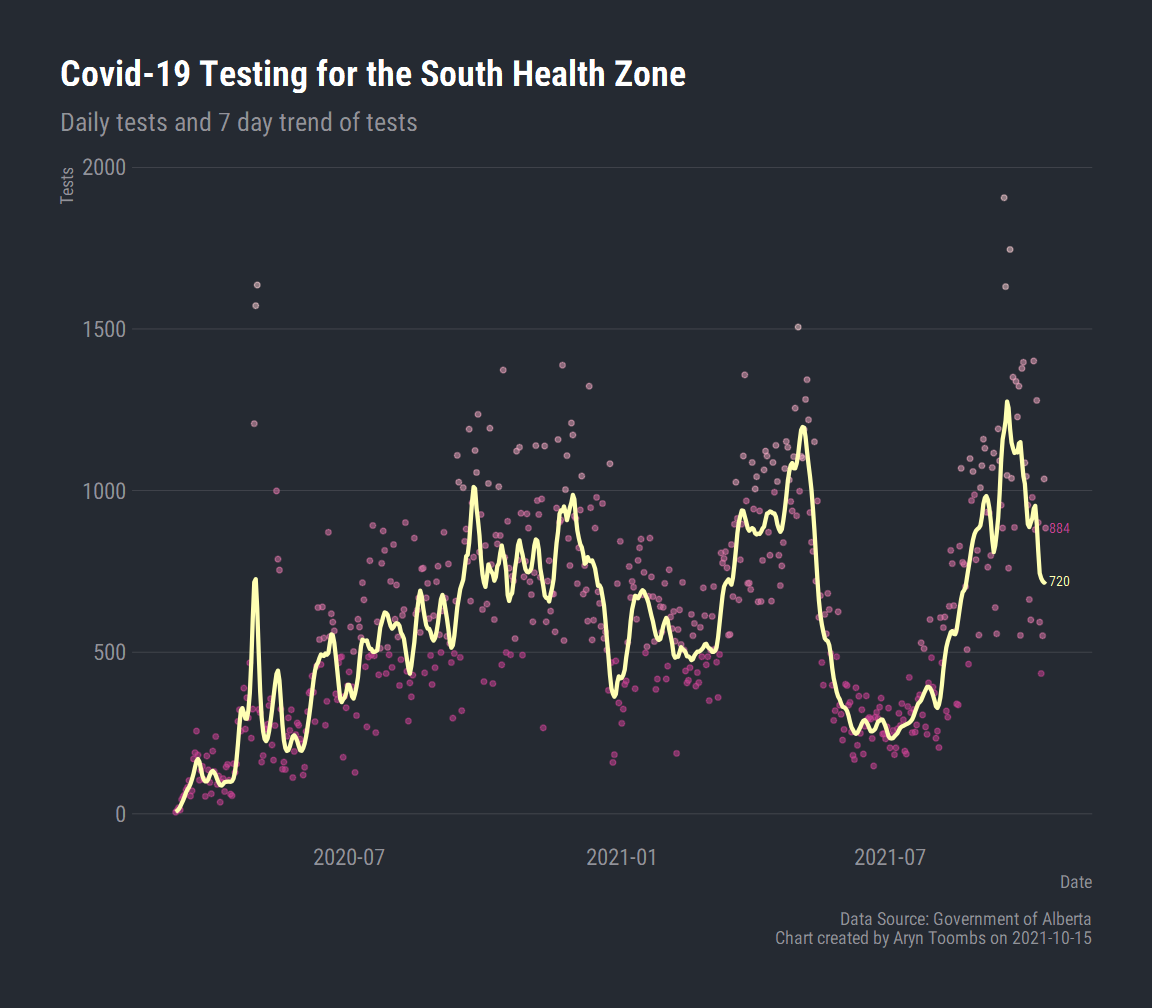 Covid-19 Testing for the South Health Zone
Daily tests and 7 day trend of tests
Tests
2000
1500
1000
500
0
884
720
2020-07
2021-01
2021-07
Date
Data Source: Government of Alberta
Chart created by Aryn Toombs on 2021-10-15